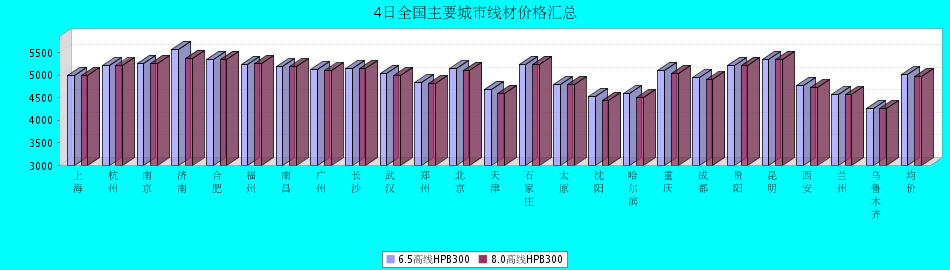 4日全国主要城市线材价格汇总
5500
5000
4500
4000
3500
3000
上海
杭州
南京
济南
合肥
福州
南昌
广州
长沙
武汉
郑州
北京
天津
石家庄
太原
沈阳
哈尔滨
重庆
成都
贵阳
昆明
西安
兰州
乌鲁木齐
均价
6.5高线HPB300
8.0高线HPB300